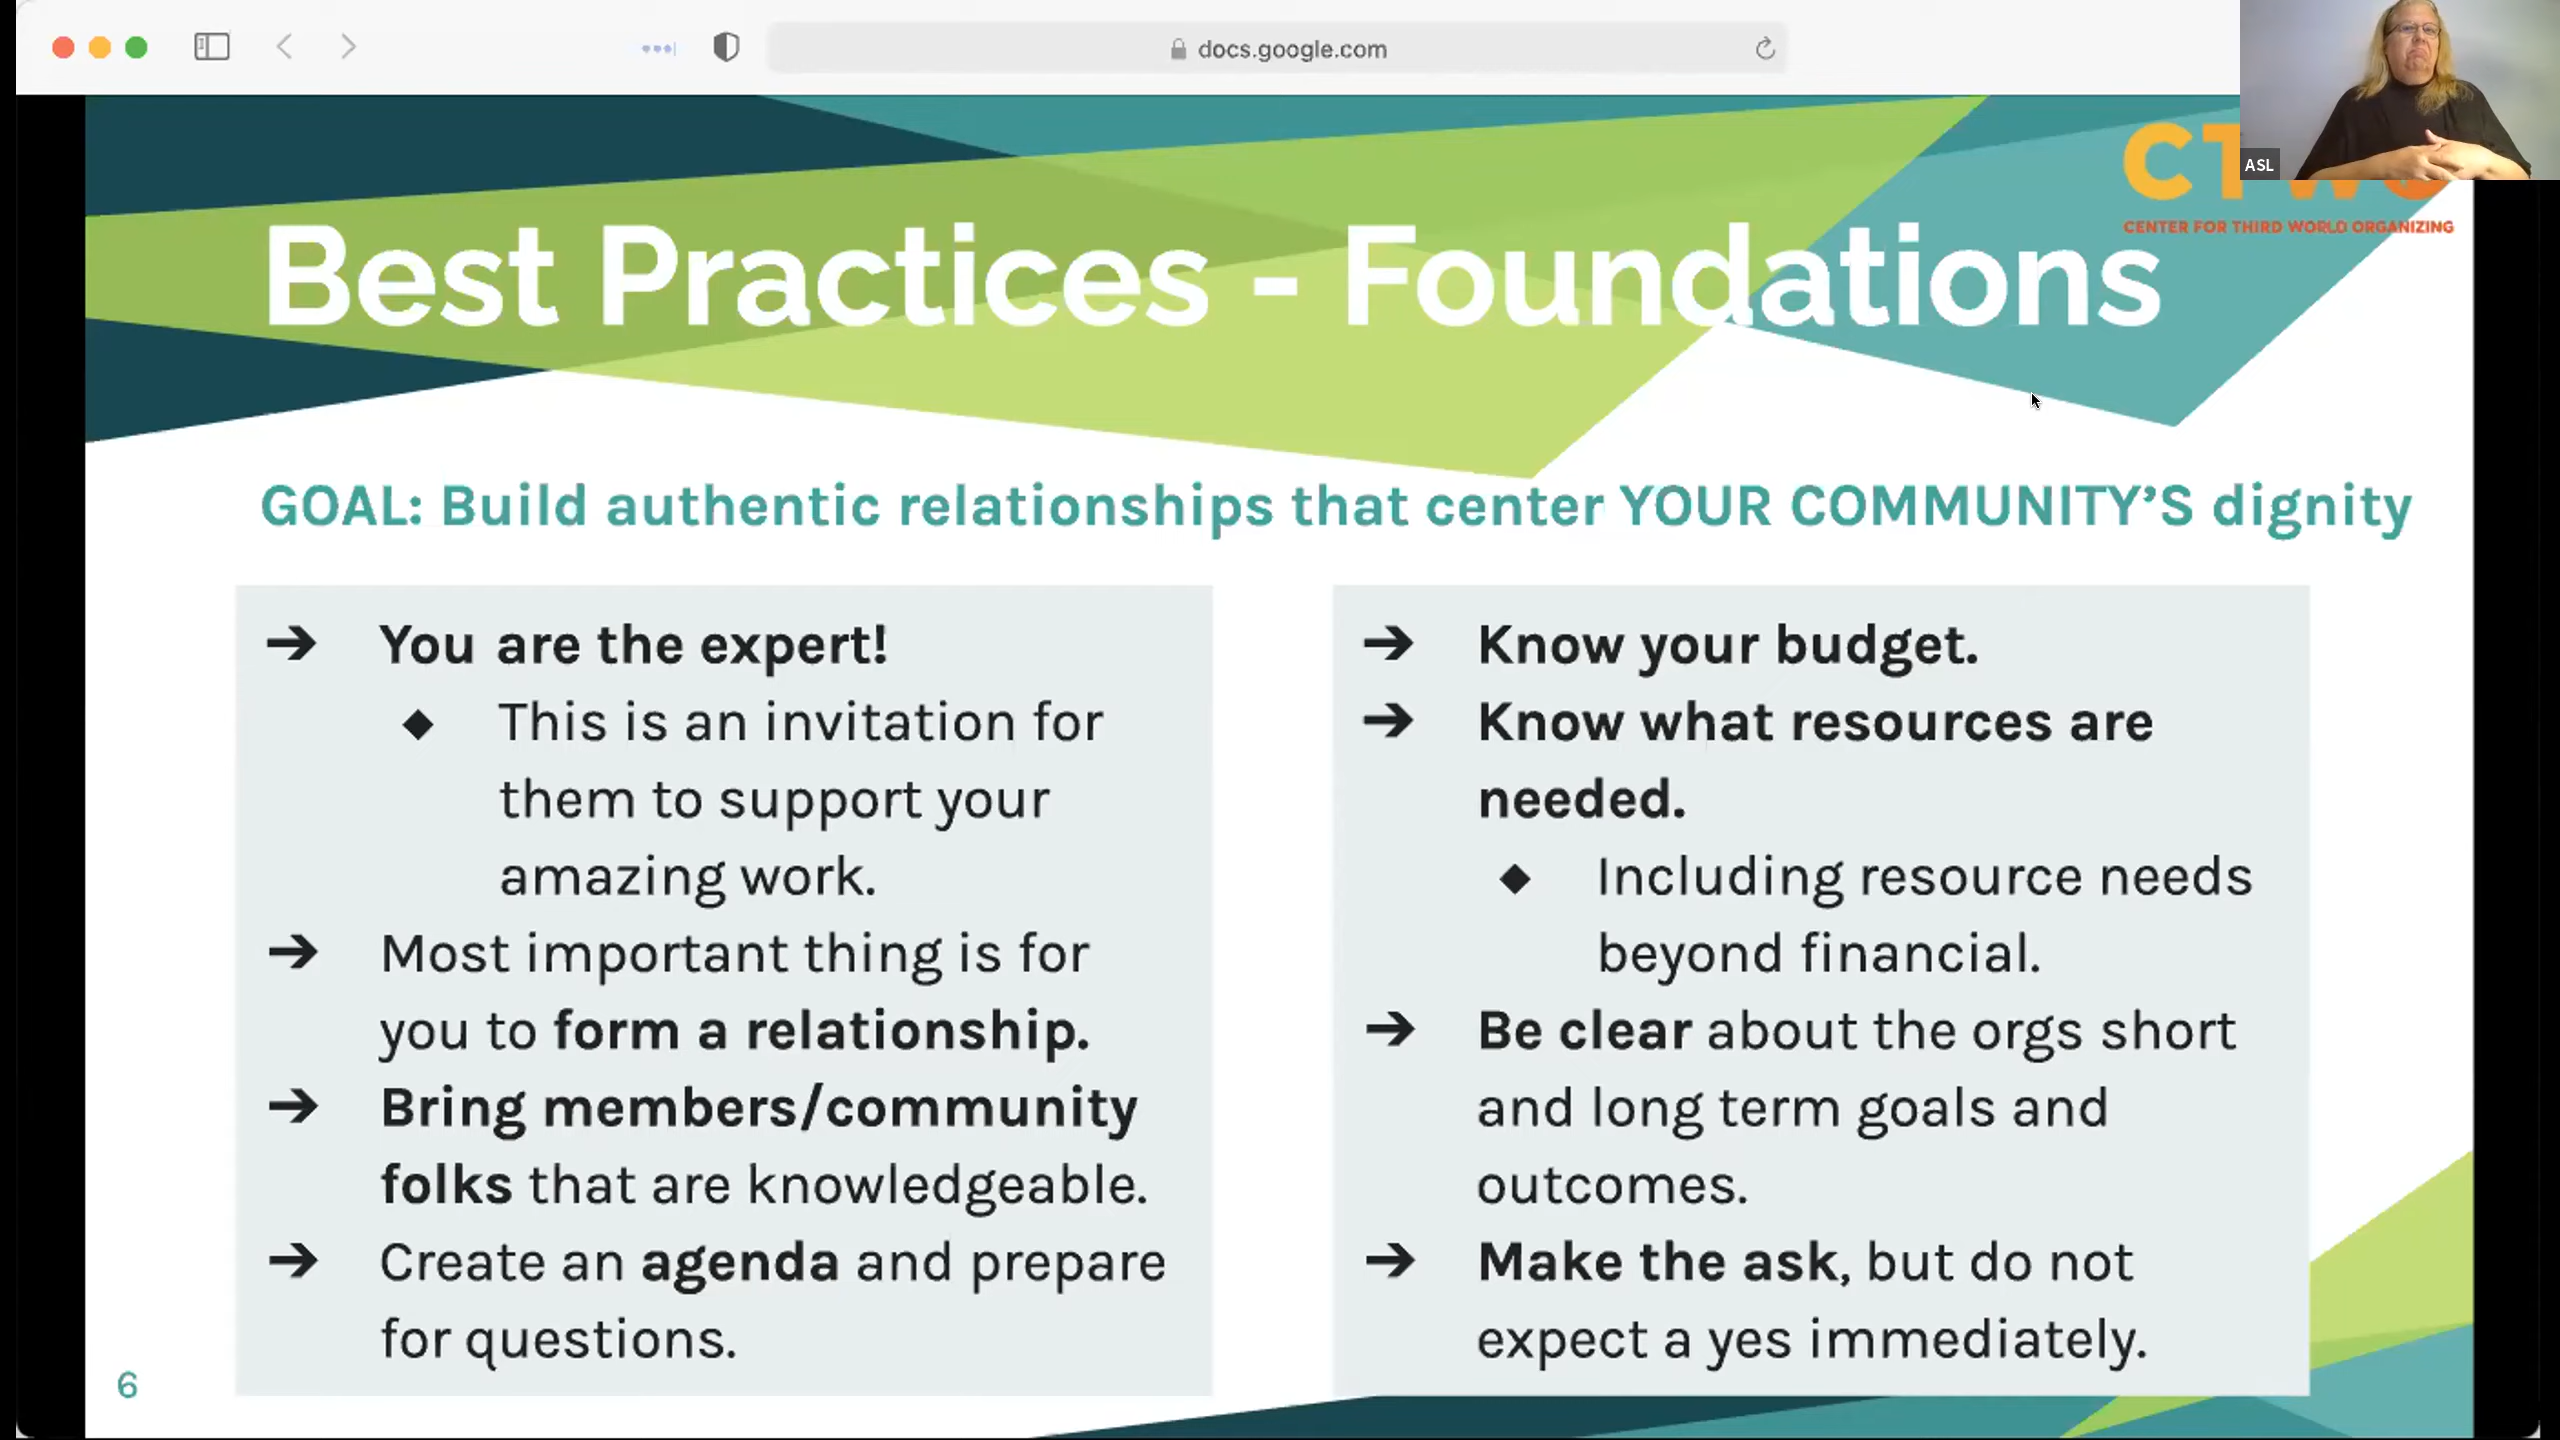 docs.google.com
ASL
CENTER FOR THIRD WORLD ORGANIZING
Best Practices - Foundations
GOAL: Build authentic relationships that center YOUR COMMUNITY’S dignity
➔ You are the expert!
◆ This is an invitation for
them to support your
amazing work.
➔ Most important thing is for
you to form a relationship.
➔ Bring members/community
folks that are knowledgeable.
➔ Create an agenda and prepare
for questions.
➔ Know your budget.
➔ Know what resources are
needed.
◆ Including resource needs
beyond financial.
➔ Be clear about the orgs short
and long term goals and
outcomes.
➔ Make the ask, but do not
expect a yes immediately.
6